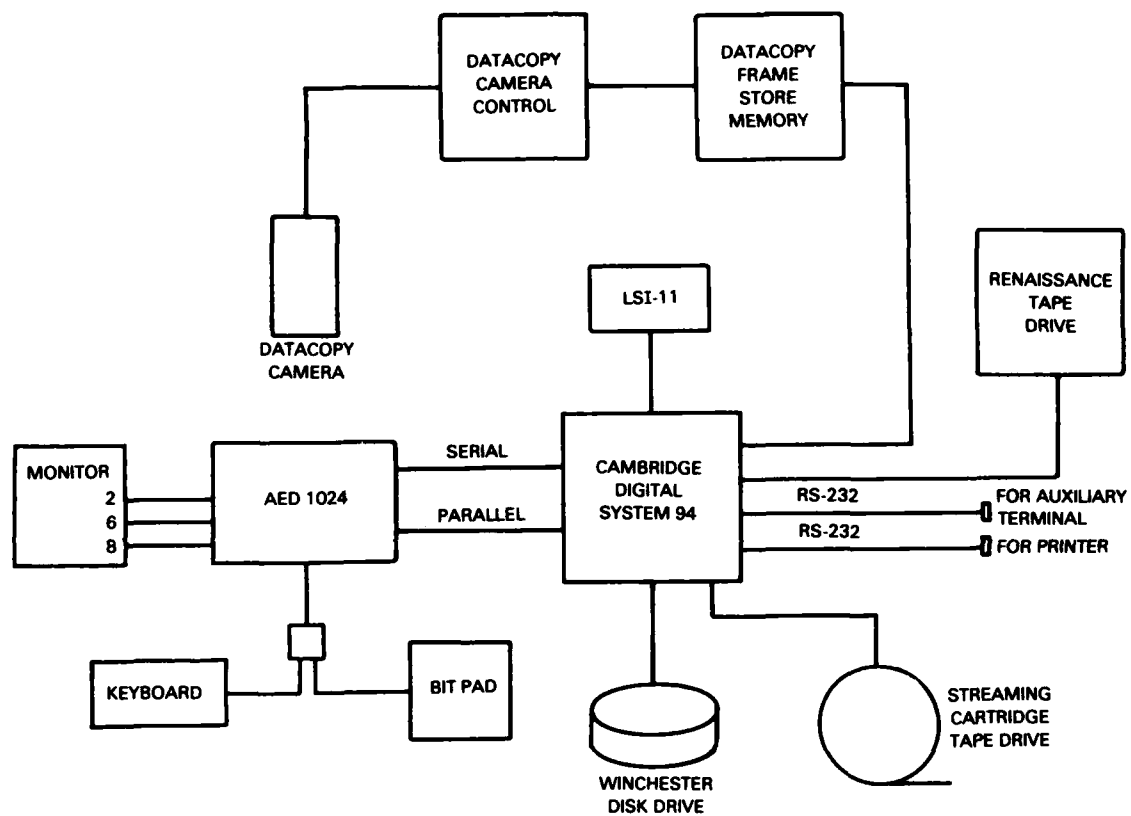 DATACOPY
CAMERA
CONTROL
DATACOPY
FRAME
STORE
MEMORY
DATACOPY
CAMERA
LSI-11
RENAISSANCE
TAPE
DRIVE
MONITOR
2
6
8
AED 1024
SERIAL
PARALLEL
CAMBRIDGE
DIGITAL
SYSTEM 94
RS-232
FOR AUXILIARY
TERMINAL
RS-232
FOR PRINTER
KEYBOARD
BIT PAD
WINCHESTER
DISK DRIVE
STREAMING
CARTRIDGE
TAPE DRIVE